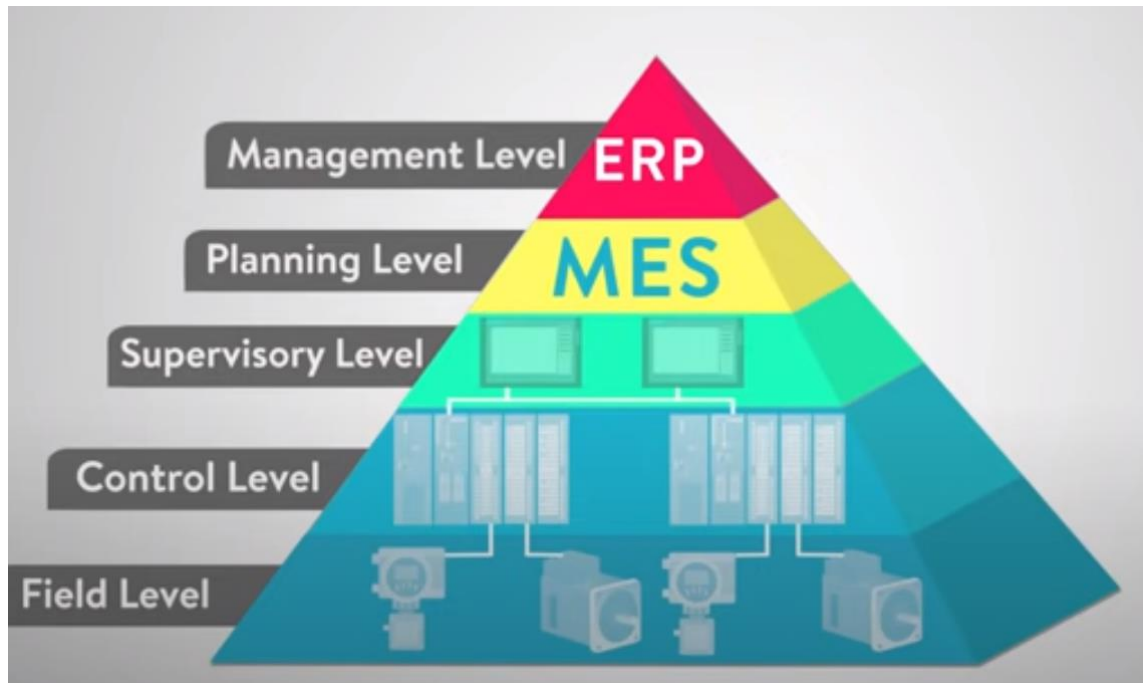 Management Level ERP
Planning Level MES
Supervisory Level
Control Level
Field Level